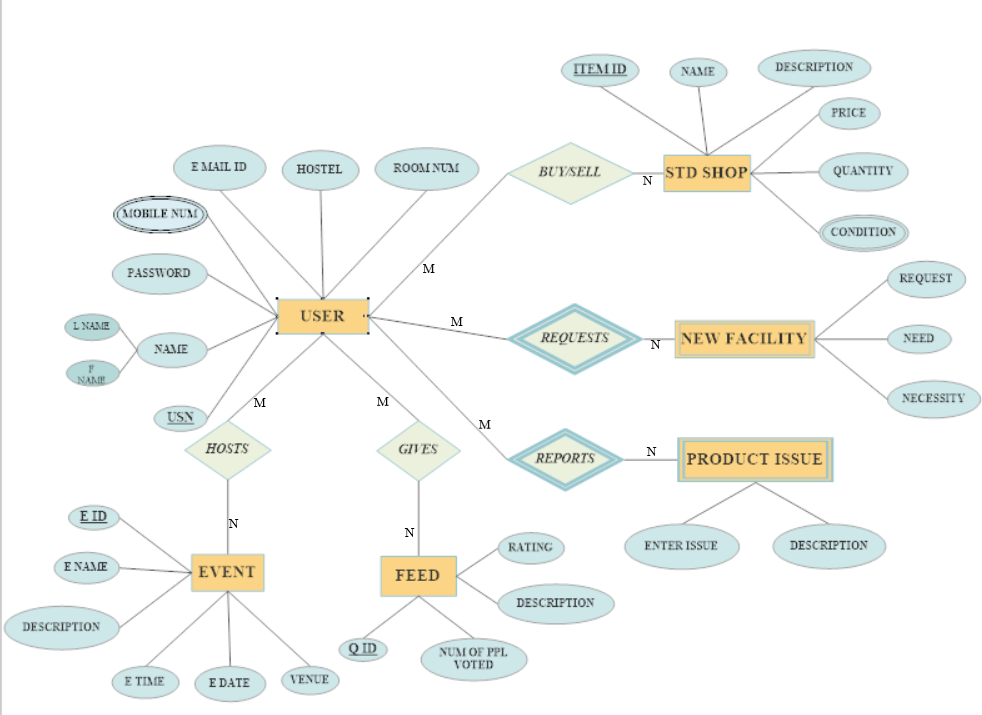 ITEM ID
NAME
DESCRIPTION
PRICE
E MAIL ID
HOSTEL
ROOM NUM
BUY/SELL
N
STD SHOP
QUANTITY
MOBILE NUM
CONDITION
PASSWORD
M
REQUEST
L NAME
NAME
USER
M
REQUESTS
N
NEW FACILITY
NEED
F
NAME
USN
M
M
M
NECESSITY
HOSTS
GIVES
REPORTS
N
PRODUCT ISSUE
E ID
N
N
ENTER ISSUE
DESCRIPTION
E NAME
EVENT
FEED
RATING
DESCRIPTION
DESCRIPTION
Q ID
NUM OF PPL
VOTED
E TIME
E DATE
VENUE